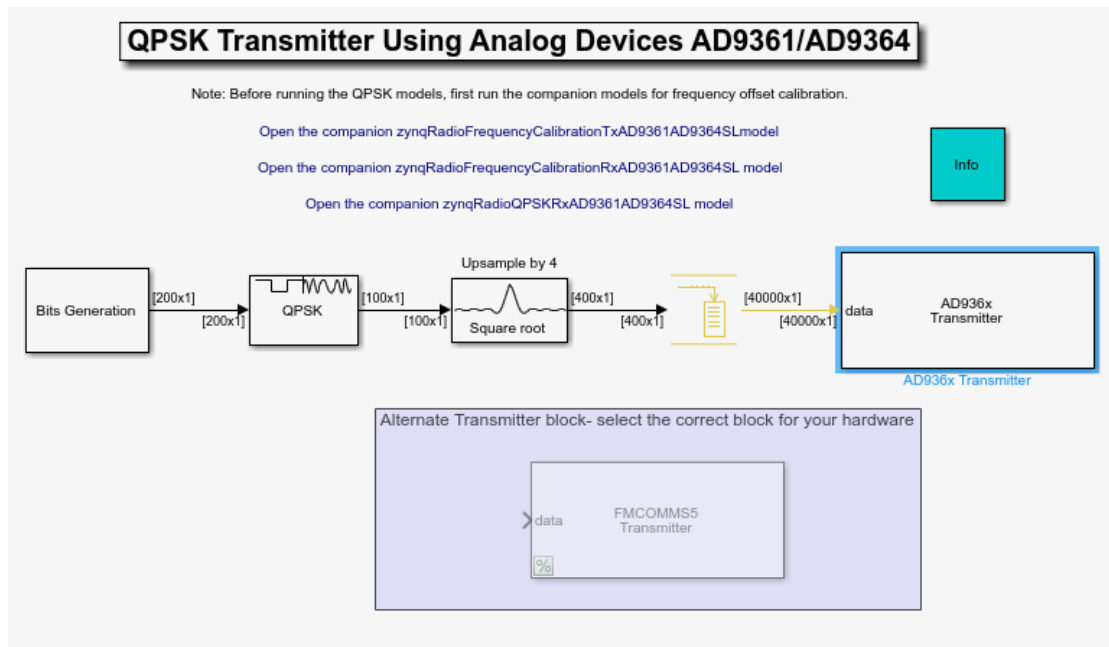 QPSK Transmitter Using Analog Devices AD9361/AD9364
Note: Before running the QPSK models, first run the companion models for frequency offset calibration.
Open the companion zynqRadioFrequencyCalibrationTxAD9361AD9364SLmodel
Open the companion zynqRadioFrequencyCalibrationRxAD9361AD9364SL model
Open the companion zynqRadioQPSKRxAD9361AD9364SL model
Info
Bits Generation
[200x1]
[200x1]
QPSK
[100x1]
[100x1]
Upsample by 4
Square root
[400x1]
[400x1]
[40000x1]
[40000x1]
data
AD936x
Transmitter
AD936x Transmitter
Alternate Transmitter block- select the correct block for your hardware
data
FMCOMMS5
Transmitter
%